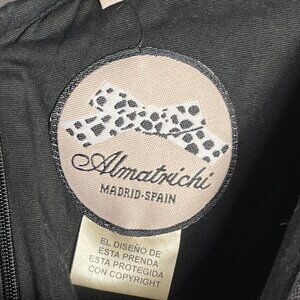 Almatrichi
MADRID-SPAIN
EL DISEÑO DE
ESTA PRENDA
ESTA PROTEGIDA
CON COPYRIGHT